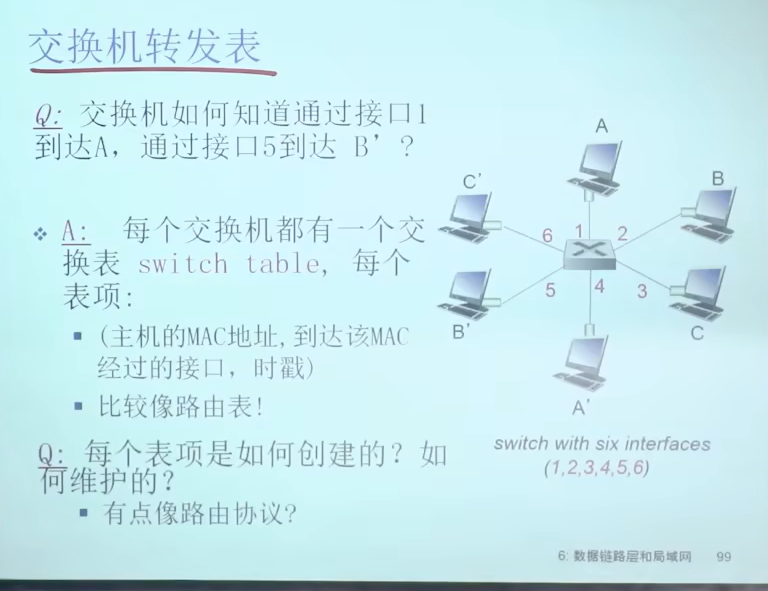 交换机转发表
Q: 交换机如何知道通过接口1
到达A，通过接口5到达 B'？
A: 每个交换机都有一个交
换表 switch table, 每个
表项:
(主机的MAC地址,到达该MAC
经过的接口，时戳)
比较像路由表!
Q: 每个表项是如何创建的？如
何维护的？
有点像路由协议?
A
B
C
A'
B'
C'
1
2
3
4
5
6
switch with six interfaces
(1,2,3,4,5,6)
6: 数据链路层和局域网 99